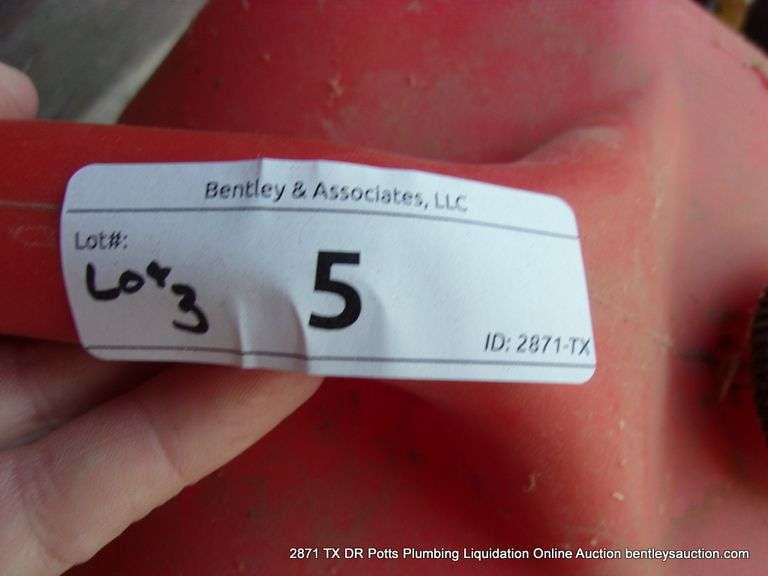 Bentley & Associates, LLC
Lot#:
Lot 3
5
ID: 2871-TX
2871 TX DR Potts Plumbing Liquidation Online Auction bentleysauction.com